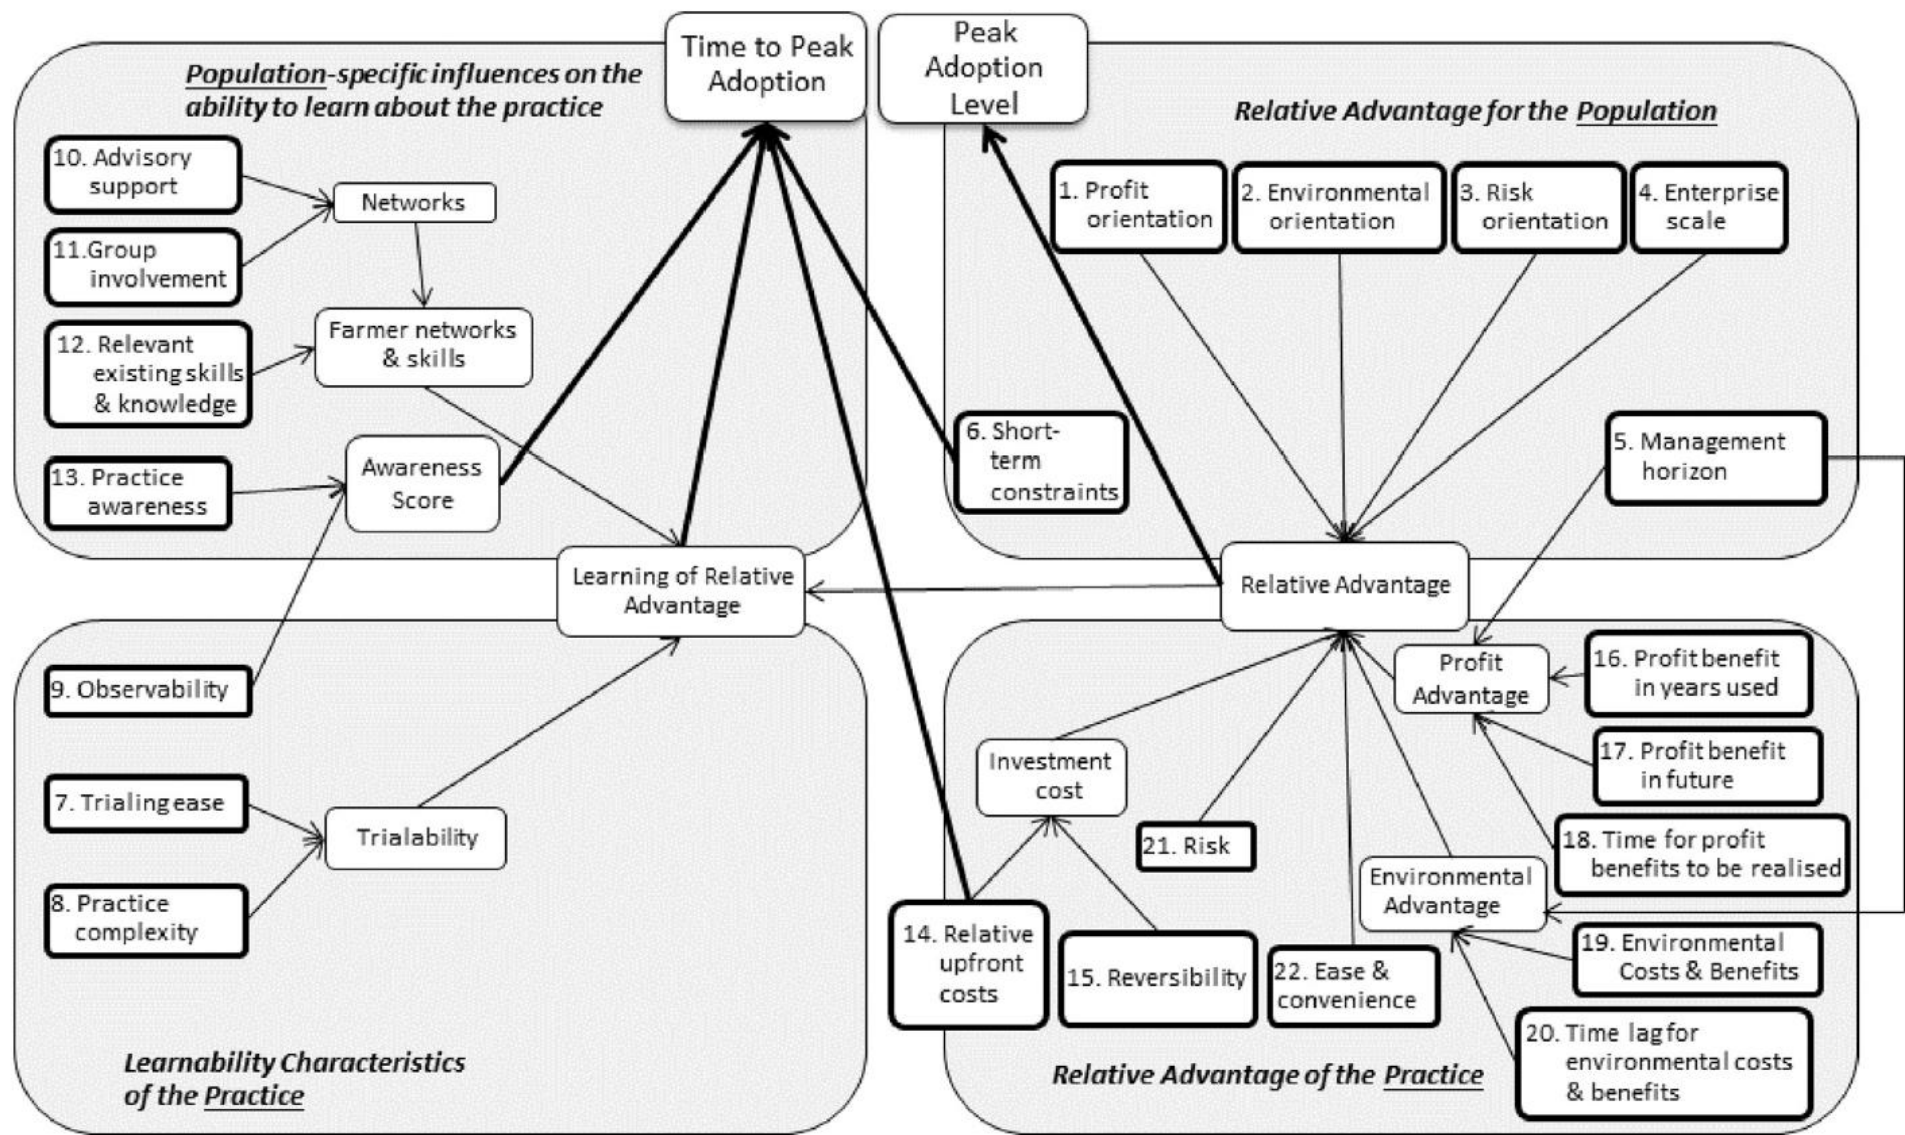 Time to Peak
Adoption
Peak
Adoption
Level
Population-specific influences on the
ability to learn about the practice
10. Advisory
support
Networks
11.Group
involvement
12. Relevant
existing skills
& knowledge
Farmer networks
& skills
13. Practice
awareness
Awareness
Score
Relative Advantage for the Population
1. Profit
orientation
2. Environmental
orientation
3. Risk
orientation
4. Enterprise
scale
6. Short-
term
constraints
5. Management
horizon
Learning of Relative
Advantage
Relative Advantage
9. Observability
7. Trialing ease
Trialability
8. Practice
complexity
Learnability Characteristics
of the Practice
Profit
Advantage
16. Profit benefit
in years used
17. Profit benefit
in future
18. Time for profit
benefits to be realised
Investment
cost
21. Risk
Environmental
Advantage
14. Relative
upfront
costs
15. Reversibility
22. Ease &
convenience
19. Environmental
Costs & Benefits
20. Time lag for
environmental costs
& benefits
Relative Advantage of the Practice